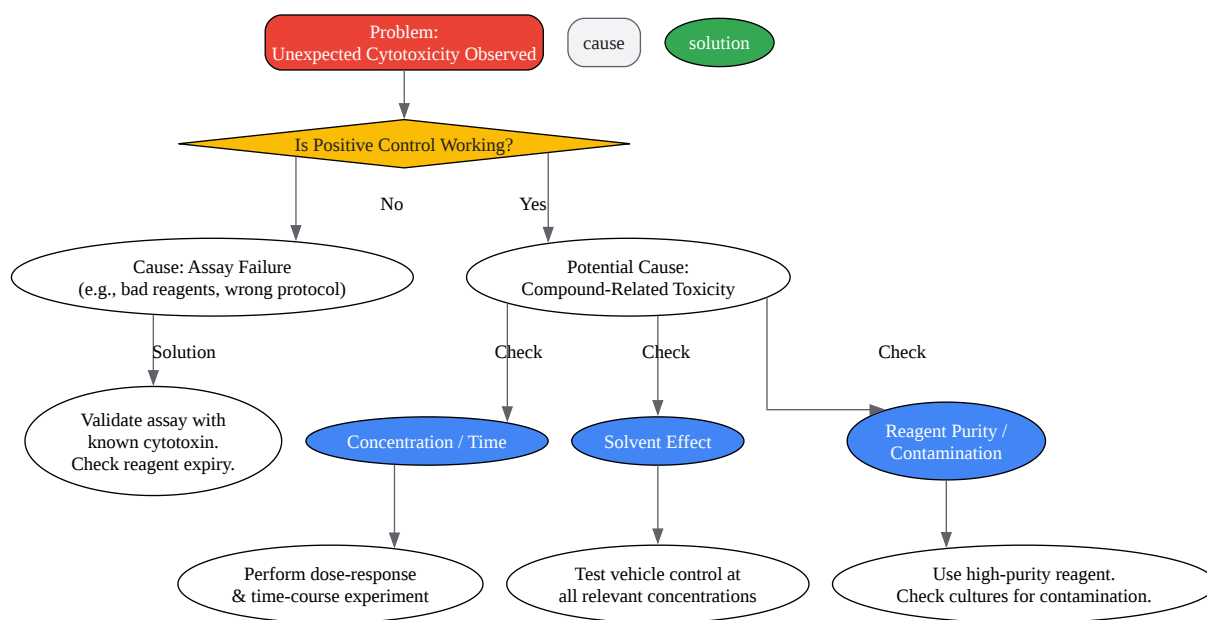 Problem:
Unexpected Cytotoxicity Observed
cause
solution
Is Positive Control Working?
No
Yes
Cause: Assay Failure
(e.g., bad reagents, wrong protocol)
Potential Cause:
Compound-Related Toxicity
Solution
Check
Check
Check
Validate assay with
known cytotoxin.
Check reagent expiry.
Concentration / Time
Solvent Effect
Reagent Purity /
Contamination
Perform dose-response
& time-course experiment
Test vehicle control at
all relevant concentrations
Use high-purity reagent.
Check cultures for contamination.